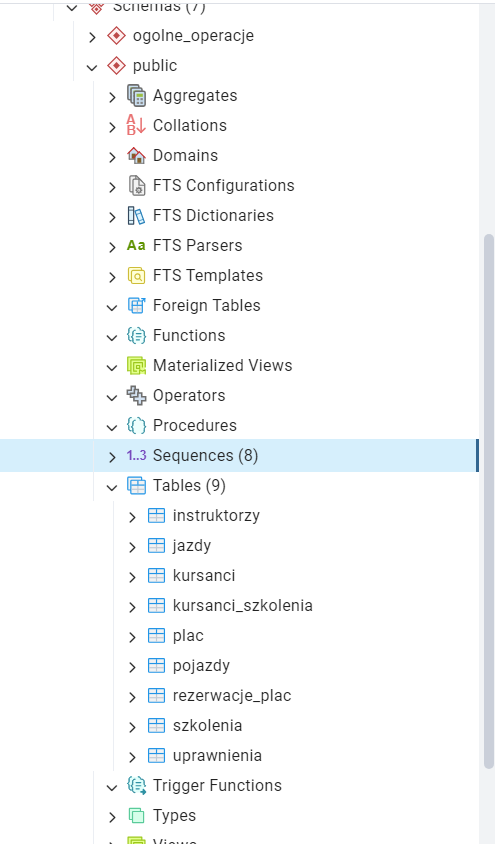 Schemas (7)
ogolne_operacje
public
Aggregates
Collations
Domains
FTS Configurations
FTS Dictionaries
Aa FTS Parsers
FTS Templates
Foreign Tables
Functions
Materialized Views
Operators
Procedures
1..3 Sequences (8)
Tables (9)
instruktorzy
jazdy
kursanci
kursanci_szkolenia
plac
pojazdy
rezerwacje_plac
szkolenia
uprawnienia
Trigger Functions
Types
Views